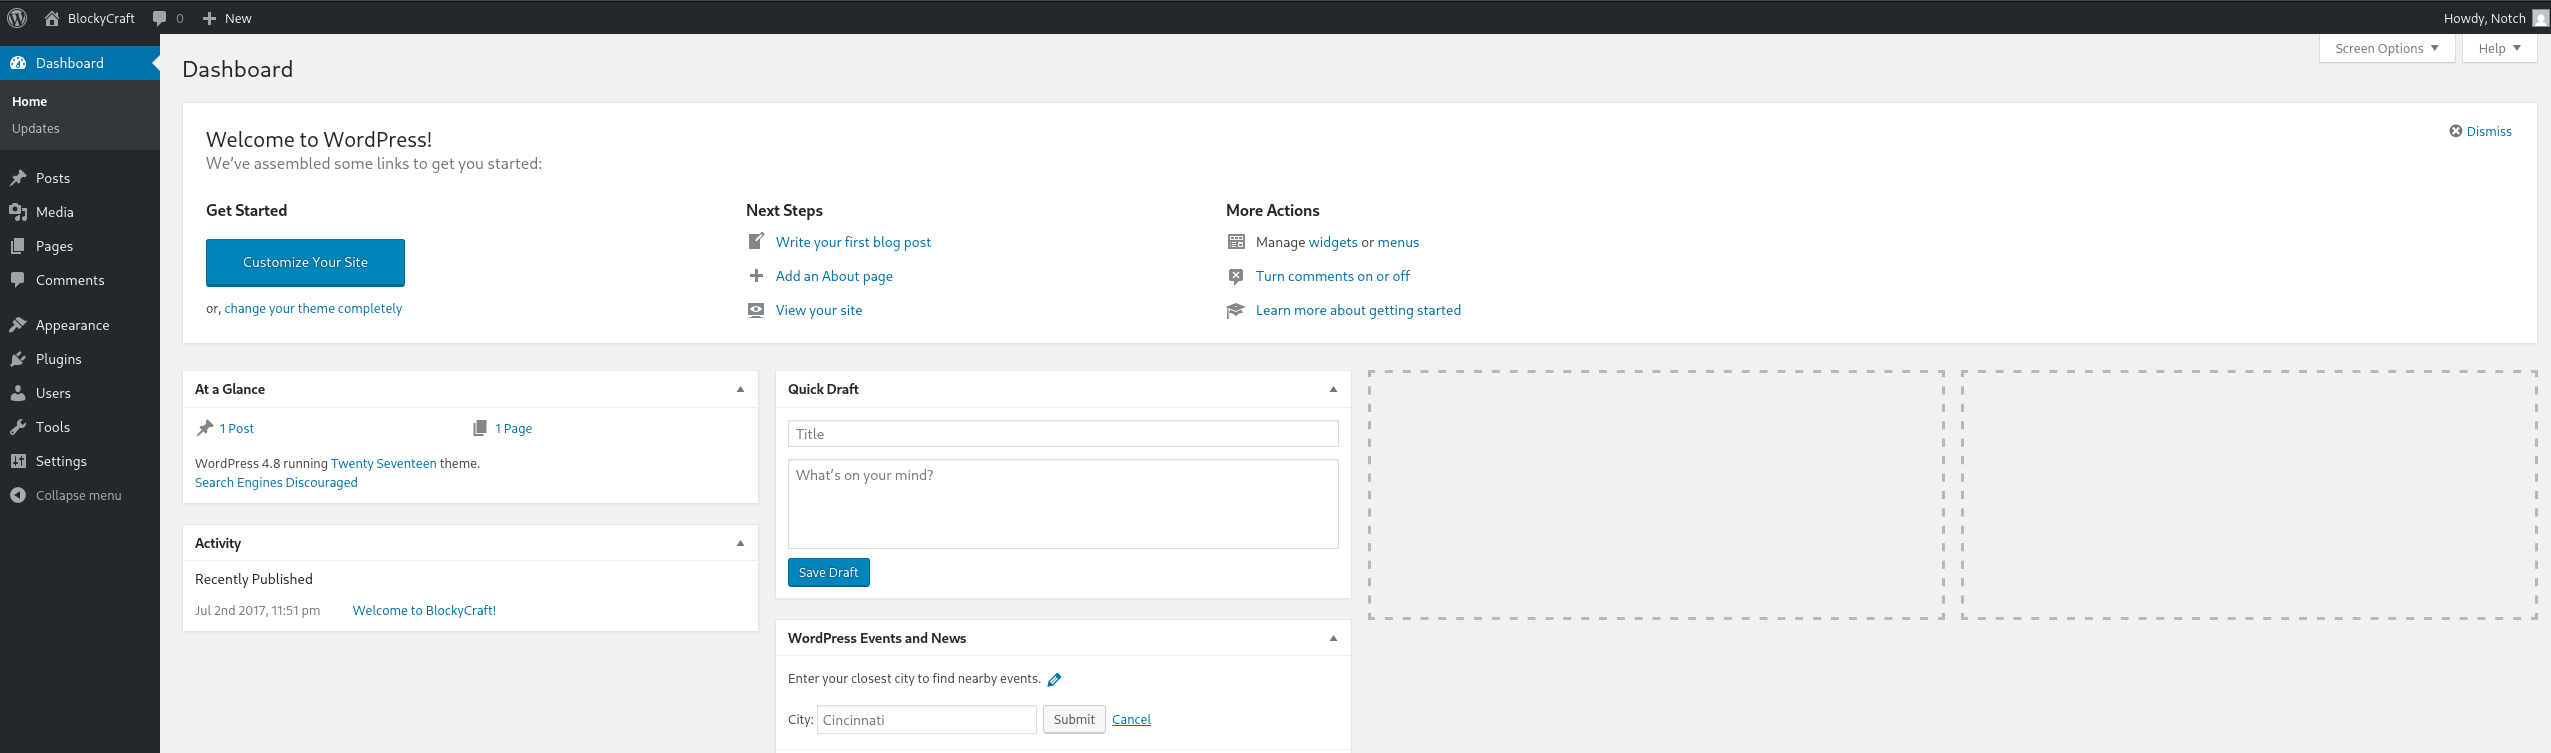 BlockyCraft 0 New Howdy, Notch
Dashboard
Home
Updates
Posts
Media
Pages
Comments
Appearance
Plugins
Users
Tools
Settings
Collapse menu
Screen Options Help
Dashboard
Welcome to WordPress!
We’ve assembled some links to get you started:
Dismiss
Get Started
Customize Your Site
or, change your theme completely
Next Steps
Write your first blog post
Add an About page
View your site
More Actions
Manage widgets or menus
Turn comments on or off
Learn more about getting started
At a Glance
1 Post 1 Page
WordPress 4.8 running Twenty Seventeen theme.
Search Engines Discouraged
Activity
Recently Published
Jul 2nd 2017, 11:51 pm Welcome to BlockyCraft!
Quick Draft
Title
What’s on your mind?
Save Draft
WordPress Events and News
Enter your closest city to find nearby events.
City: Cincinnati Submit Cancel